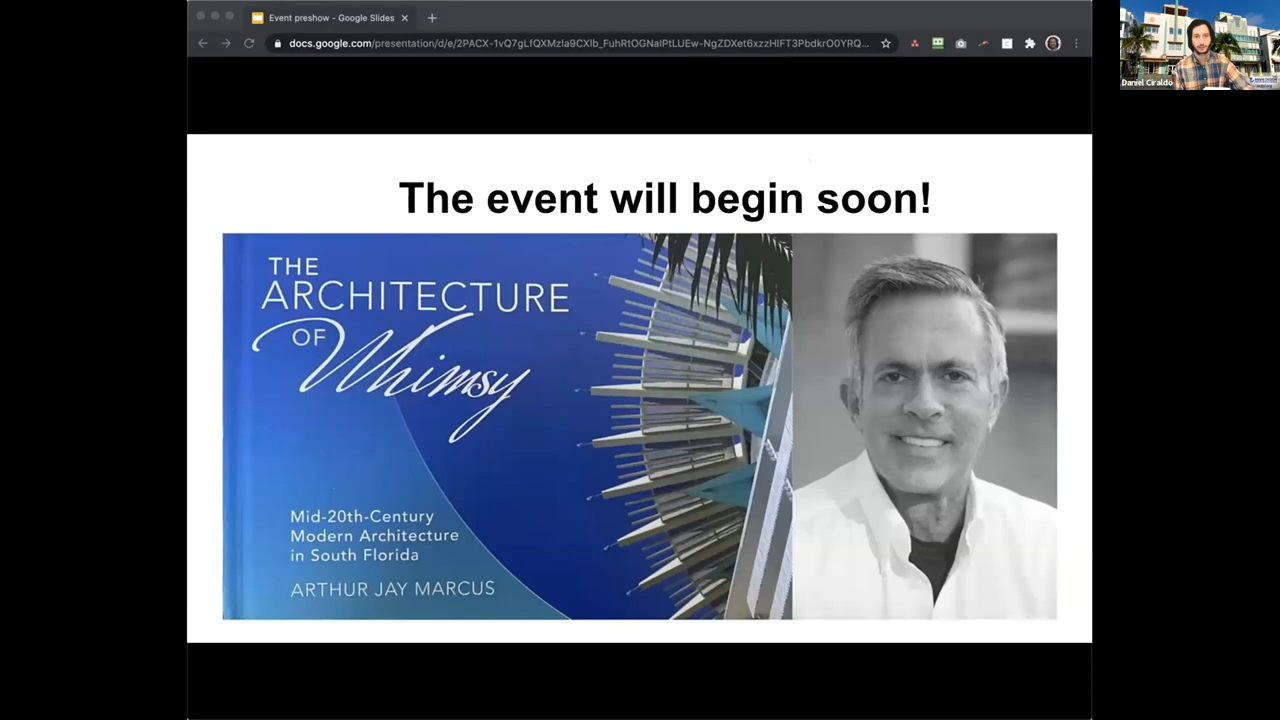 Event preshow - Google Slides
docs.google.com/presentation/d/e/2PACX-1vQ7gLfQXMzla9CXlb_FuhRtOGNalPtLUEw-NgZDXet6xzzHlFT3PbdkrO0YRQ...
Daniel Ciraldo
The event will begin soon!
THE
ARCHITECTURE
OF Whimsy
Mid-20th-Century
Modern Architecture
in South Florida
ARTHUR JAY MARCUS